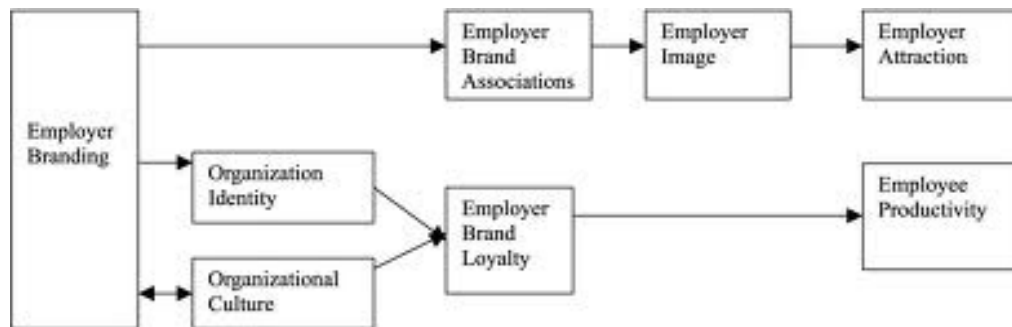 Employer
Branding
Employer
Brand
Associations
Employer
Image
Employer
Attraction
Organization
Identity
Organizational
Culture
Employer
Brand
Loyalty
Employee
Productivity